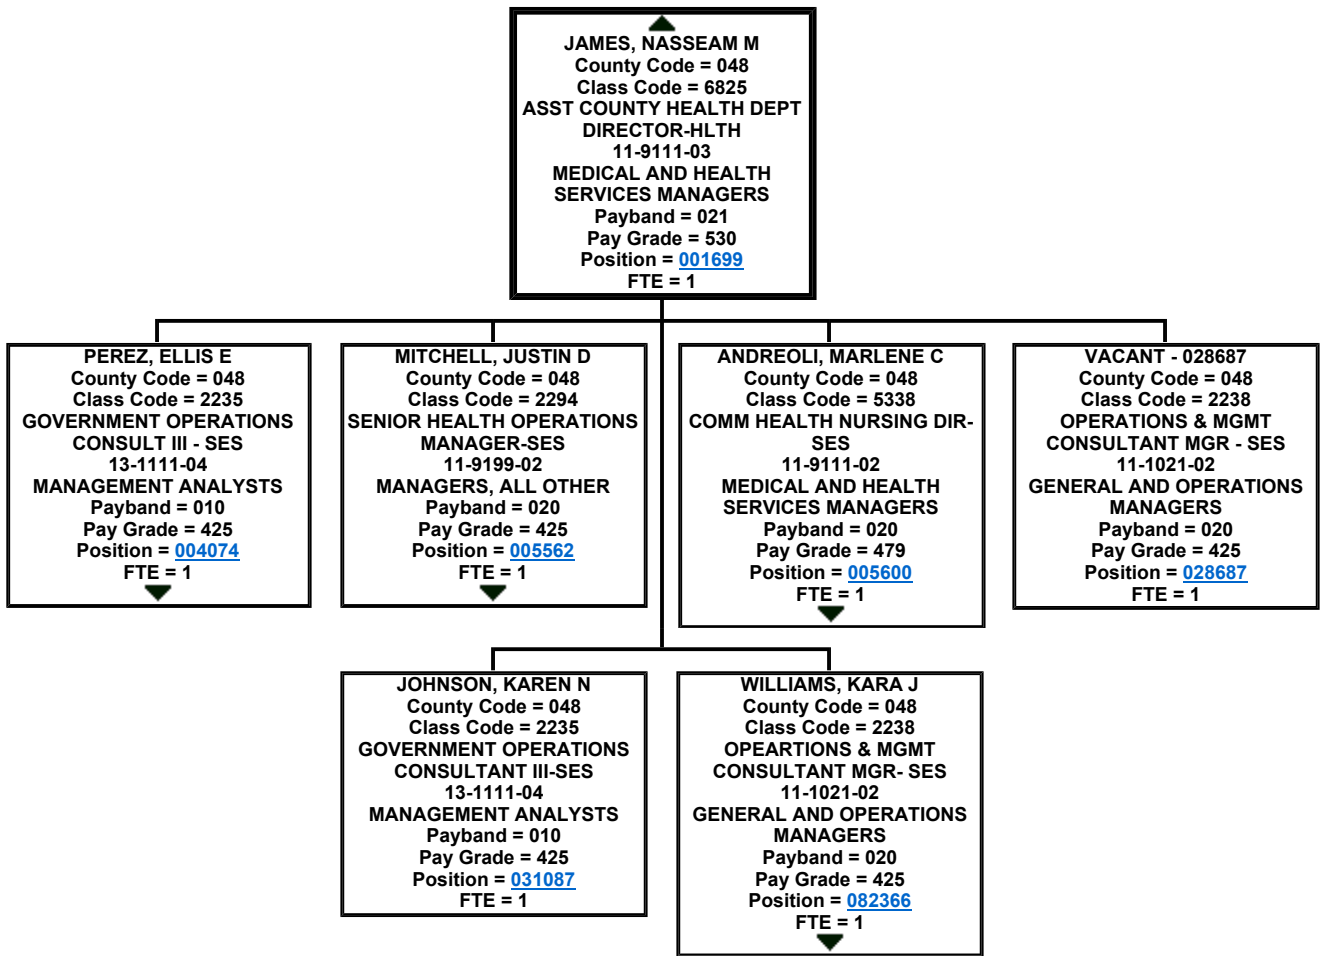 JAMES, NASSEAM M
County Code = 048
Class Code = 6825
ASST COUNTY HEALTH DEPT
DIRECTOR-HLTH
11-9111-03
MEDICAL AND HEALTH
SERVICES MANAGERS
Payband = 021
Pay Grade = 530
Position = 001699
FTE = 1
PEREZ, ELLIS E
County Code = 048
Class Code = 2235
GOVERNMENT OPERATIONS
CONSULT III - SES
13-1111-04
MANAGEMENT ANALYSTS
Payband = 010
Pay Grade = 425
Position = 004074
FTE = 1
MITCHELL, JUSTIN D
County Code = 048
Class Code = 2294
SENIOR HEALTH OPERATIONS
MANAGER-SES
11-9199-02
MANAGERS, ALL OTHER
Payband = 020
Pay Grade = 425
Position = 005562
FTE = 1
ANDREOLI, MARLENE C
County Code = 048
Class Code = 5338
COMM HEALTH NURSING DIR-
SES
11-9111-02
MEDICAL AND HEALTH
SERVICES MANAGERS
Payband = 020
Pay Grade = 479
Position = 005600
FTE = 1
VACANT - 028687
County Code = 048
Class Code = 2238
OPERATIONS & MGMT
CONSULTANT MGR - SES
11-1021-02
GENERAL AND OPERATIONS
MANAGERS
Payband = 020
Pay Grade = 425
Position = 028687
FTE = 1
JOHNSON, KAREN N
County Code = 048
Class Code = 2235
GOVERNMENT OPERATIONS
CONSULTANT III-SES
13-1111-04
MANAGEMENT ANALYSTS
Payband = 010
Pay Grade = 425
Position = 031087
FTE = 1
WILLIAMS, KARA J
County Code = 048
Class Code = 2238
OPEARTIONS & MGMT
CONSULTANT MGR- SES
11-1021-02
GENERAL AND OPERATIONS
MANAGERS
Payband = 020
Pay Grade = 425
Position = 082366
FTE = 1